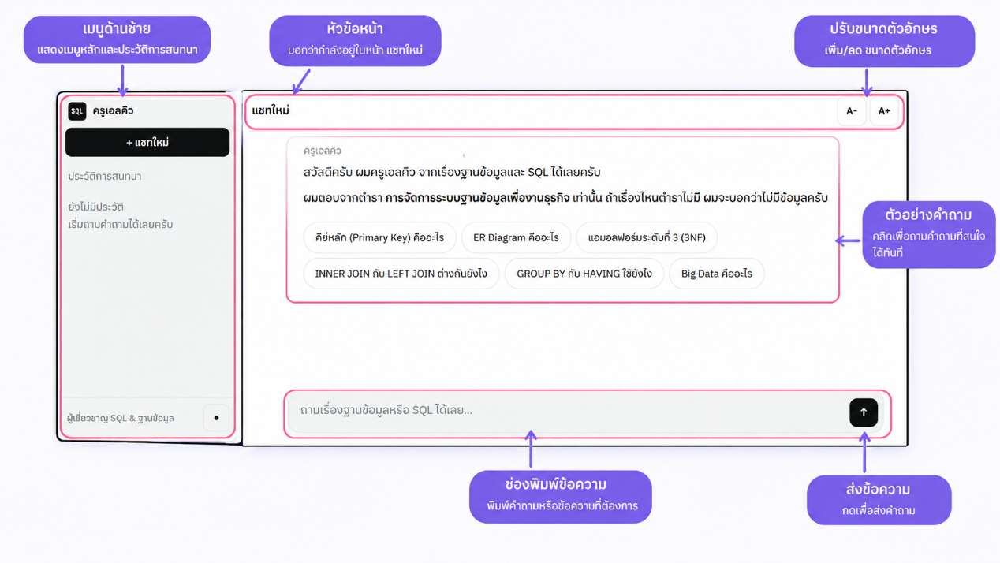 เมนูด้านซ้าย
แสดงเมนูหลักและประวัติการสนทนา
หัวข้อหน้า
บอกว่ากำลังอยู่ในหน้า แชทใหม่
ปรับขนาดตัวอักษร
เพิ่ม/ลด ขนาดตัวอักษร
SQL ครูเอลคิว
+ แชทใหม่
ประวัติการสนทนา
ยังไม่มีประวัติ
เริ่มถามคำถามได้เลยครับ
ผู้เชี่ยวชาญ SQL & ฐานข้อมูล
แชทใหม่
A-
A+
ครูเอลคิว
สวัสดีครับ ผมครูเอลคิว จากเรื่องฐานข้อมูลและ SQL ได้เลยครับ
ผมตอบจากตำรา การจัดการระบบฐานข้อมูลเพื่องานธุรกิจ เท่านั้น ถ้าเรื่องไหนตำราไม่มี ผมจะบอกว่าไม่มีข้อมูลครับ
คีย์หลัก (Primary Key) คืออะไร
ER Diagram คืออะไร
แอมอลฟอร์มระดับที่ 3 (3NF)
INNER JOIN กับ LEFT JOIN ต่างกันยังไง
GROUP BY กับ HAVING ใช้ยังไง
Big Data คืออะไร
ตัวอย่างคำถาม
คลิกเพื่อถามคำถามที่สนใจ
ได้ทันที
ถามเรื่องฐานข้อมูลหรือ SQL ได้เลย...
ช่องพิมพ์ข้อความ
พิมพ์คำถามหรือข้อความที่ต้องการ
ส่งข้อความ
กดเพื่อส่งคำถาม